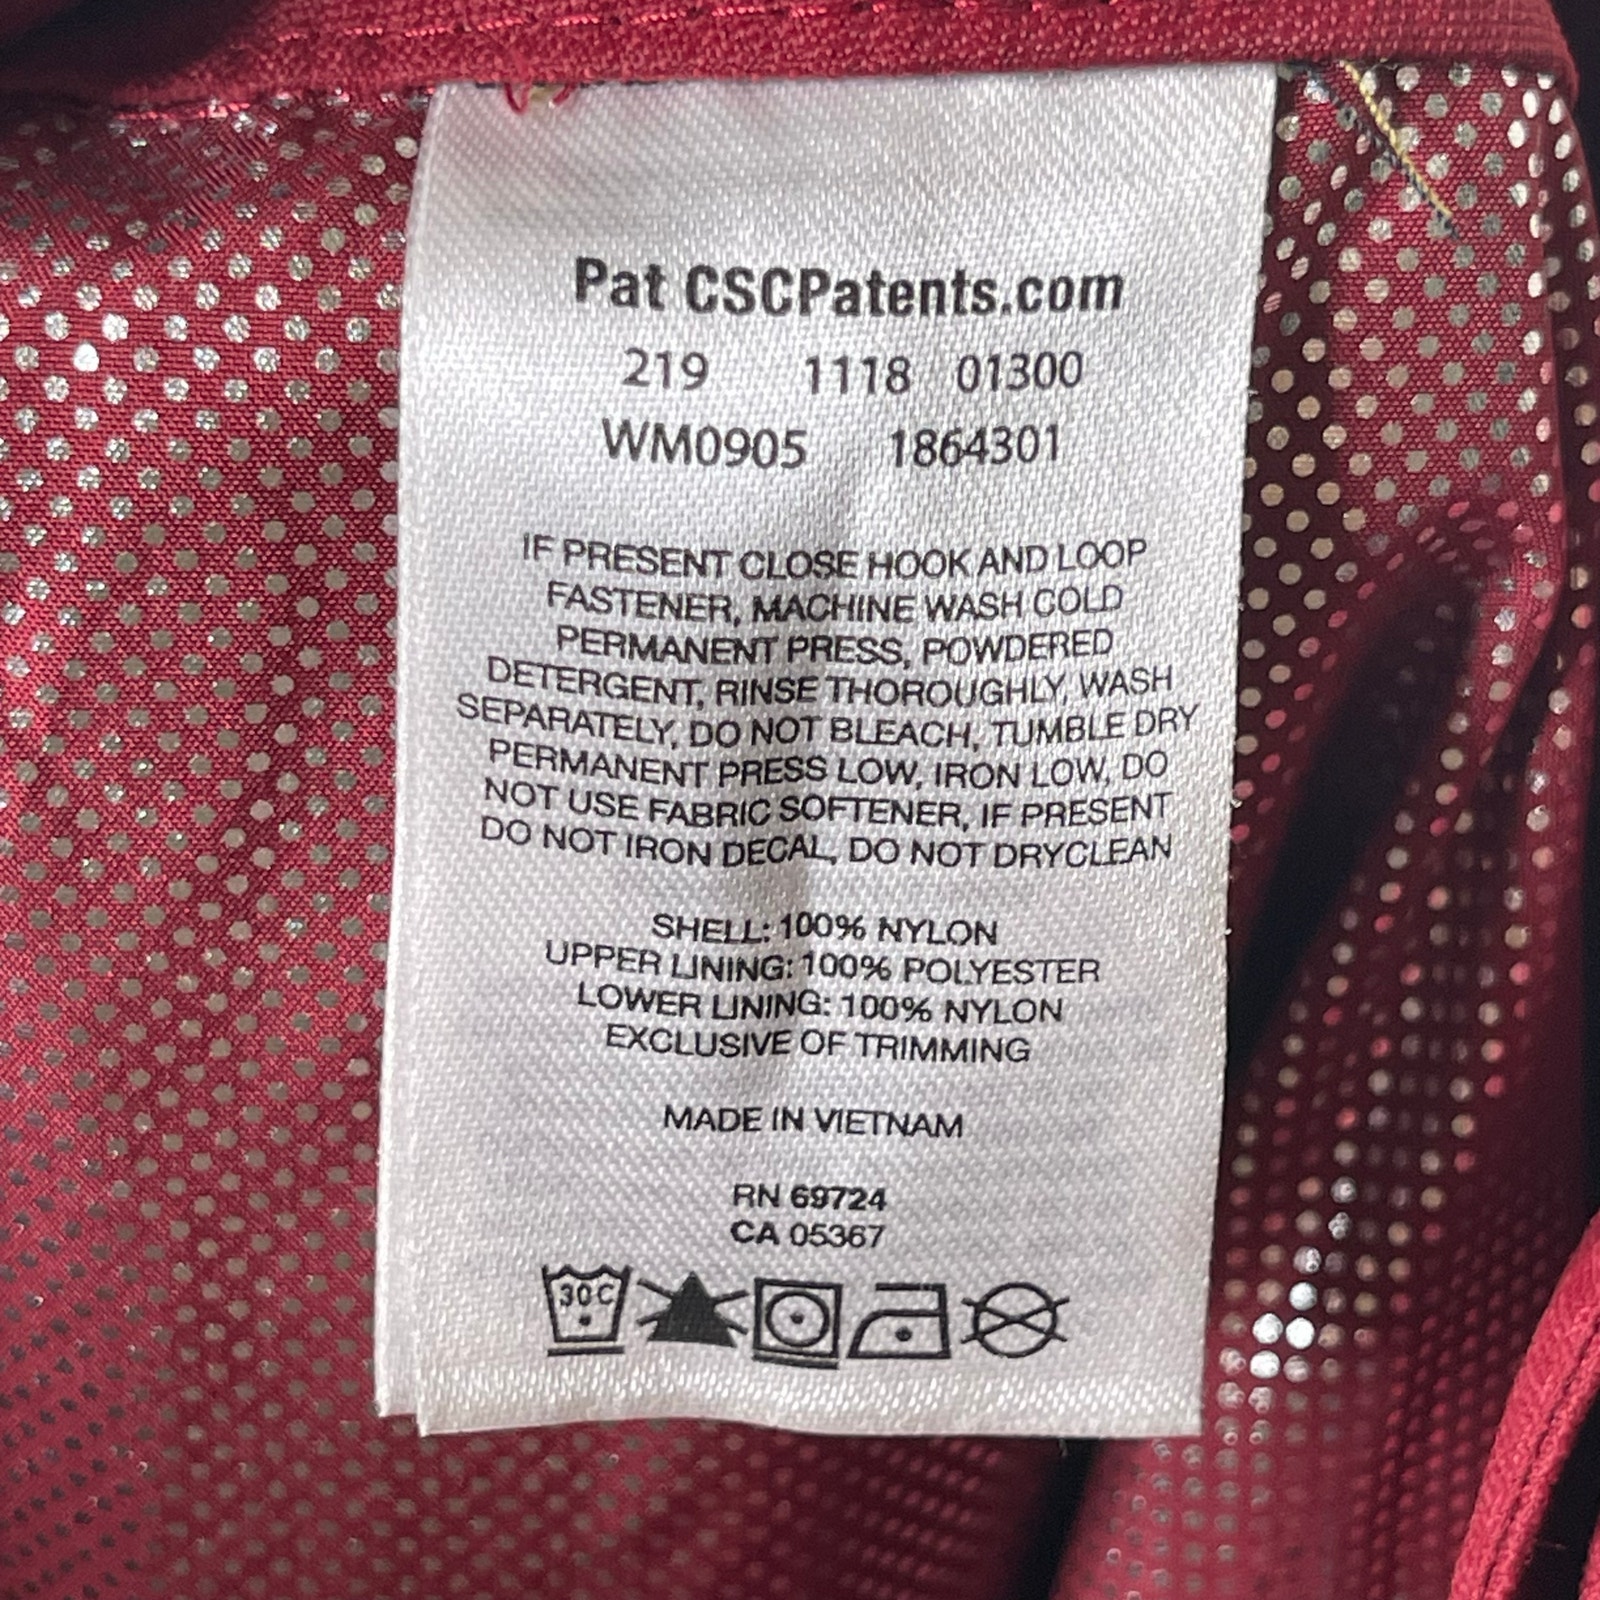 Pat CSCPatents.com
219 1118 01300
WM0905 1864301
IF PRESENT CLOSE HOOK AND LOOP
FASTENER, MACHINE WASH COLD
PERMANENT PRESS, POWDERED
DETERGENT, RINSE THOROUGHLY, WASH
SEPARATELY, DO NOT BLEACH, TUMBLE DRY
PERMANENT PRESS LOW, IRON LOW, DO
NOT USE FABRIC SOFTENER, IF PRESENT
DO NOT IRON DECAL, DO NOT DRYCLEAN
SHELL: 100% NYLON
UPPER LINING: 100% POLYESTER
LOWER LINING: 100% NYLON
EXCLUSIVE OF TRIMMING
MADE IN VIETNAM
RN 69724
CA 05367
30C